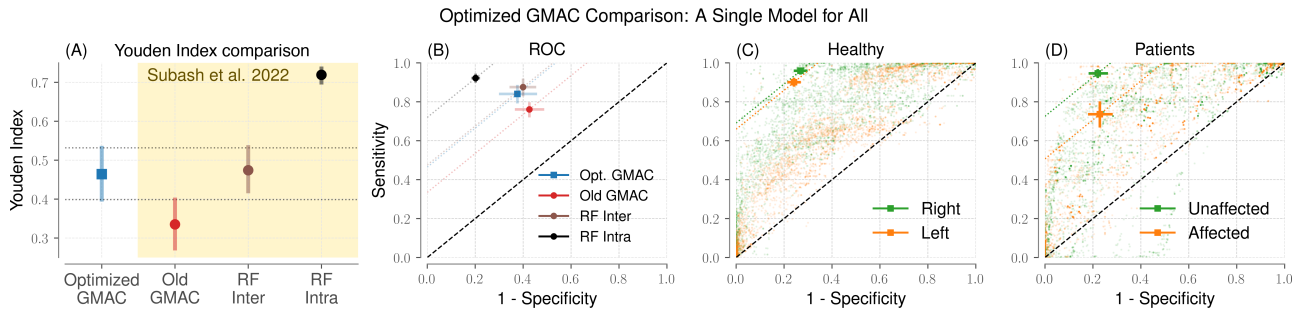 Optimized GMAC Comparison: A Single Model for All
(A) Youden Index comparison
Subash et al. 2022
Youden Index
0.7
0.6
0.5
0.4
0.3
Optimized GMAC
Old GMAC
RF Inter
RF Intra
(B) ROC
Sensitivity
1.0
0.8
0.6
0.4
0.2
0.0
Opt. GMAC
Old GMAC
RF Inter
RF Intra
0.0 0.2 0.4 0.6 0.8 1.0
1 - Specificity
(C) Healthy
1.0
0.8
0.6
0.4
0.2
0.0
Right
Left
0.0 0.2 0.4 0.6 0.8 1.0
1 - Specificity
(D) Patients
1.0
0.8
0.6
0.4
0.2
0.0
Unaffected
Affected
0.0 0.2 0.4 0.6 0.8 1.0
1 - Specificity